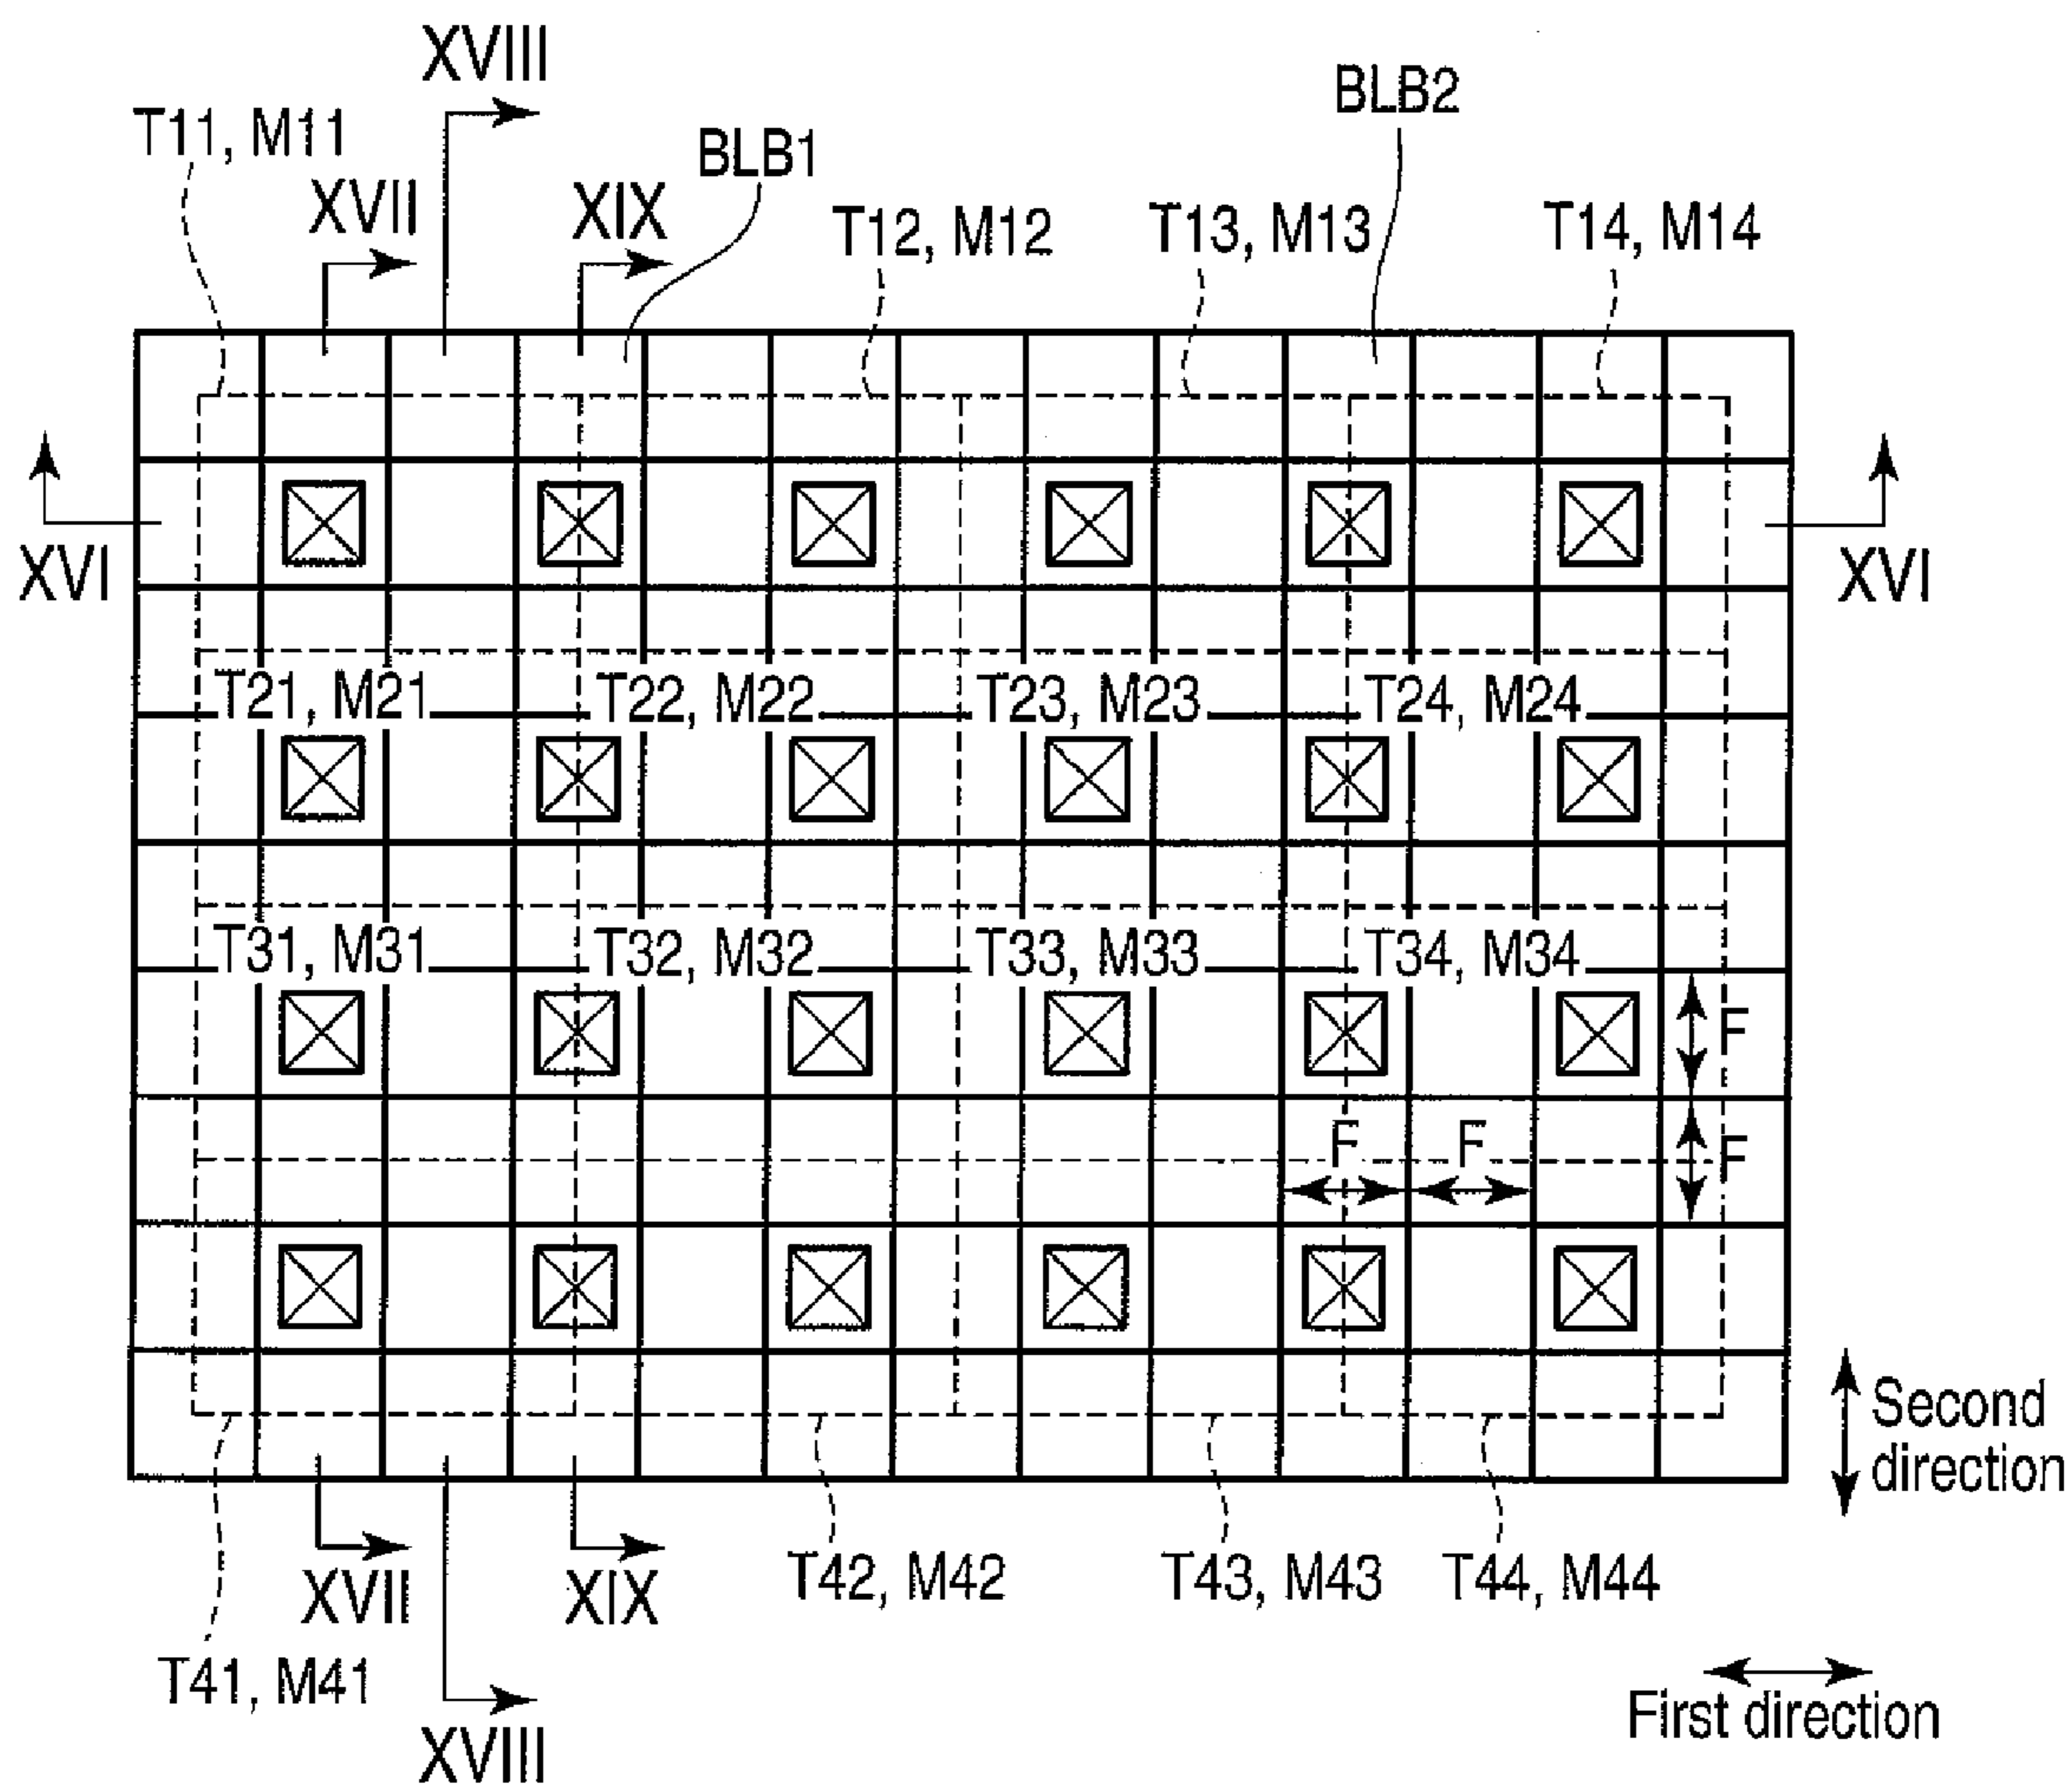 XVIII
BLB2
T11, M11
BLB1
XVII
XIX
T12, M12
T13, M13
T14, M14
XVI
XVI
T21, M21
T22, M22
T23, M23
T24, M24
T31, M31
T32, M32
T33, M33
T34, M34
F
F
F
F
Second
direction
XVII
XIX
T42, M42
T43, M43
T44, M44
T41, M41
XVIII
First direction